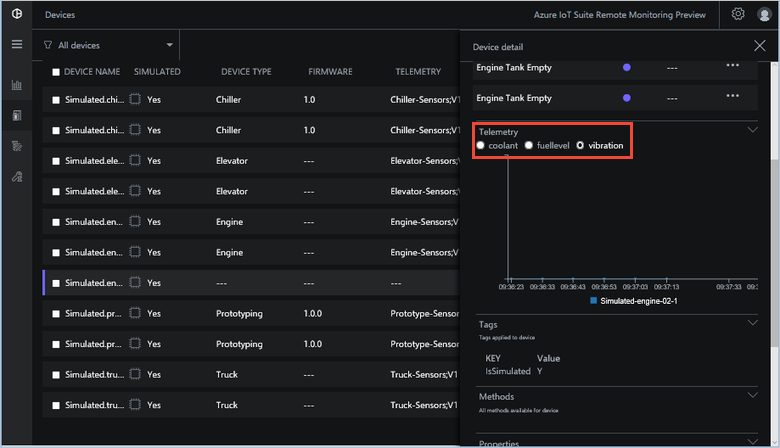 Devices
Azure IoT Suite Remote Monitoring Preview
All devices
DEVICE NAME SIMULATED DEVICE TYPE FIRMWARE TELEMETRY
Simulated.chi... Yes Chiller 1.0 Chiller-Sensors;V1
Simulated.chi... Yes Chiller 1.0 Chiller-Sensors;V1
Simulated.ele... Yes Elevator --- Elevator-Sensors;V
Simulated.ele... Yes Elevator --- Elevator-Sensors;V
Simulated.en... Yes Engine --- Engine-Sensors;V1
Simulated.en... Yes Engine --- Engine-Sensors;V1
Simulated.en... Yes --- --- ---
Simulated.pr... Yes Prototyping 1.0.0 Prototype-Sensor
Simulated.pr... Yes Prototyping 1.0.0 Prototype-Sensor
Simulated.tru... Yes Truck --- Truck-Sensors;V1
Simulated.tru... Yes Truck --- Truck-Sensors;V1
Device detail
Engine Tank Empty --- •••
Engine Tank Empty --- •••
Telemetry
coolant fuellevel vibration
09:36:23 09:36:33 09:36:43 09:36:53 09:37:03 09:37:13 09:37:33 09:3
Simulated-engine-02-1
Tags
Tags applied to device
KEY Value
IsSimulated Y
Methods
All methods available for device
Properties